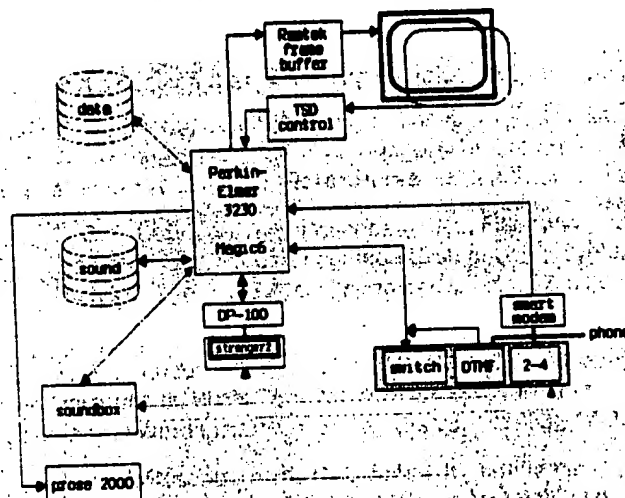 Ramtek
frame
buffer
data
TSD
control
Perkin-
Elmer
3230
Magic6
sound
DP-100
smart
modem
phone
switch
DTMF
2-4
soundbox
prose 2000